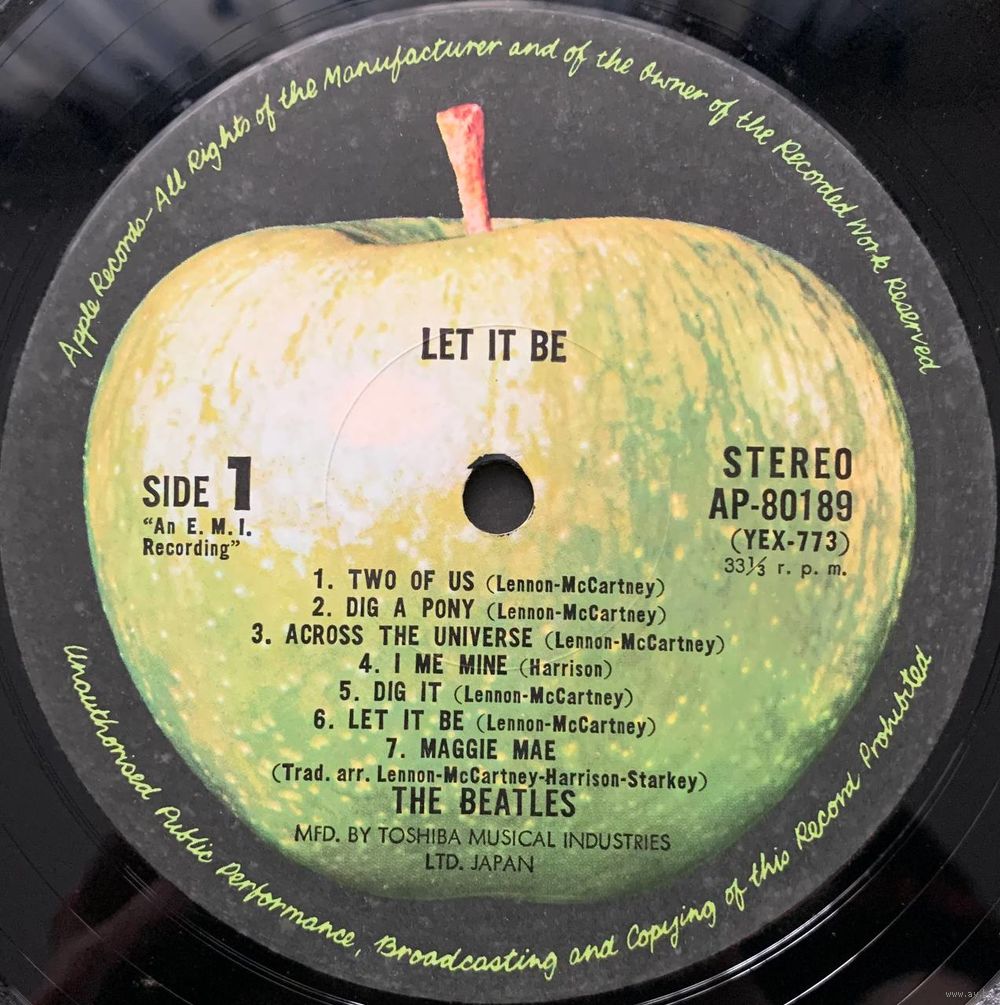 Apple Records—All Rights of the Manufacturer and of the Owner of the Recorded Work Reserved
LET IT BE
SIDE 1
“An E. M. I.
Recording”
STEREO
AP-80189
(YEX-773)
33⅓ r. p. m.
1. TWO OF US (Lennon-McCartney)
2. DIG A PONY (Lennon-McCartney)
3. ACROSS THE UNIVERSE (Lennon-McCartney)
4. I ME MINE (Harrison)
5. DIG IT (Lennon-McCartney)
6. LET IT BE (Lennon-McCartney)
7. MAGGIE MAE
(Trad. arr. Lennon-McCartney-Harrison-Starkey)
THE BEATLES
MFD. BY TOSHIBA MUSICAL INDUSTRIES
LTD. JAPAN
Unauthorised Public Performance, Broadcasting and Copying of this Record Prohibited